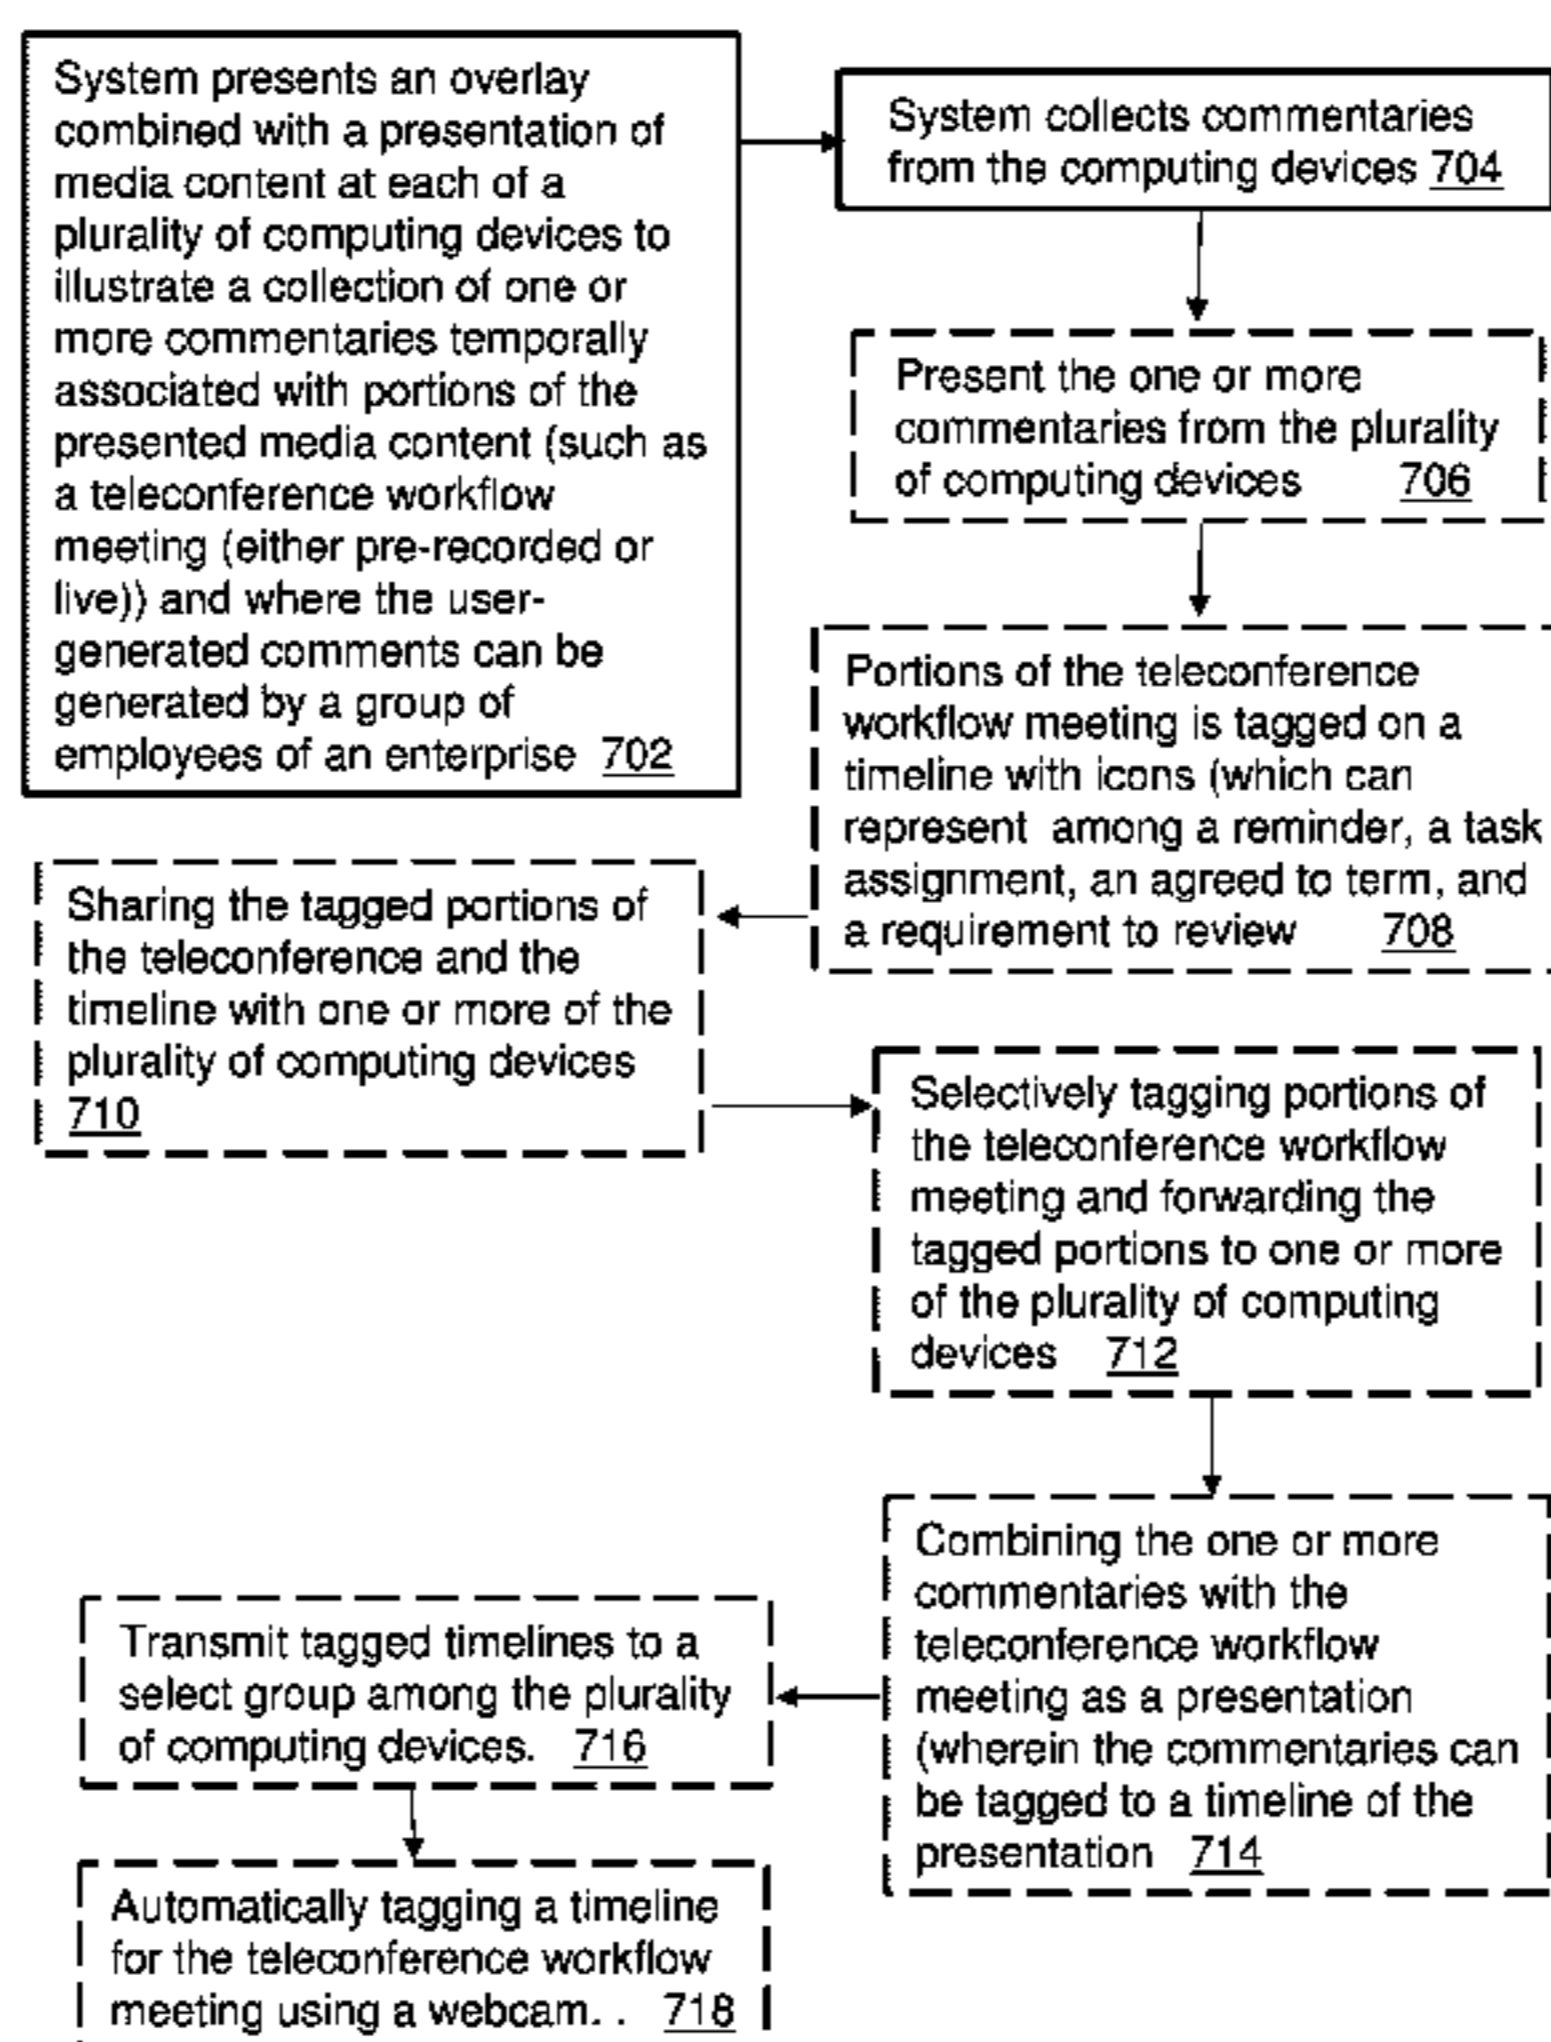 System presents an overlay
combined with a presentation of
media content at each of a
plurality of computing devices to
illustrate a collection of one or
more commentaries temporally
associated with portions of the
presented media content (such as
a teleconference workflow
meeting (either pre-recorded or
live)) and where the user-
generated comments can be
generated by a group of
employees of an enterprise 702
System collects commentaries
from the computing devices 704
Present the one or more
commentaries from the plurality
of computing devices 706
Portions of the teleconference
workflow meeting is tagged on a
timeline with icons (which can
represent among a reminder, a task
assignment, an agreed to term, and
a requirement to review 708
Sharing the tagged portions of
the teleconference and the
timeline with one or more of the
plurality of computing devices
710
Selectively tagging portions of
the teleconference workflow
meeting and forwarding the
tagged portions to one or more
of the plurality of computing
devices 712
Combining the one or more
commentaries with the
teleconference workflow
meeting as a presentation
(wherein the commentaries can
be tagged to a timeline of the
presentation 714
Transmit tagged timelines to a
select group among the plurality
of computing devices. 716
Automatically tagging a timeline
for the teleconference workflow
meeting using a webcam. . 718